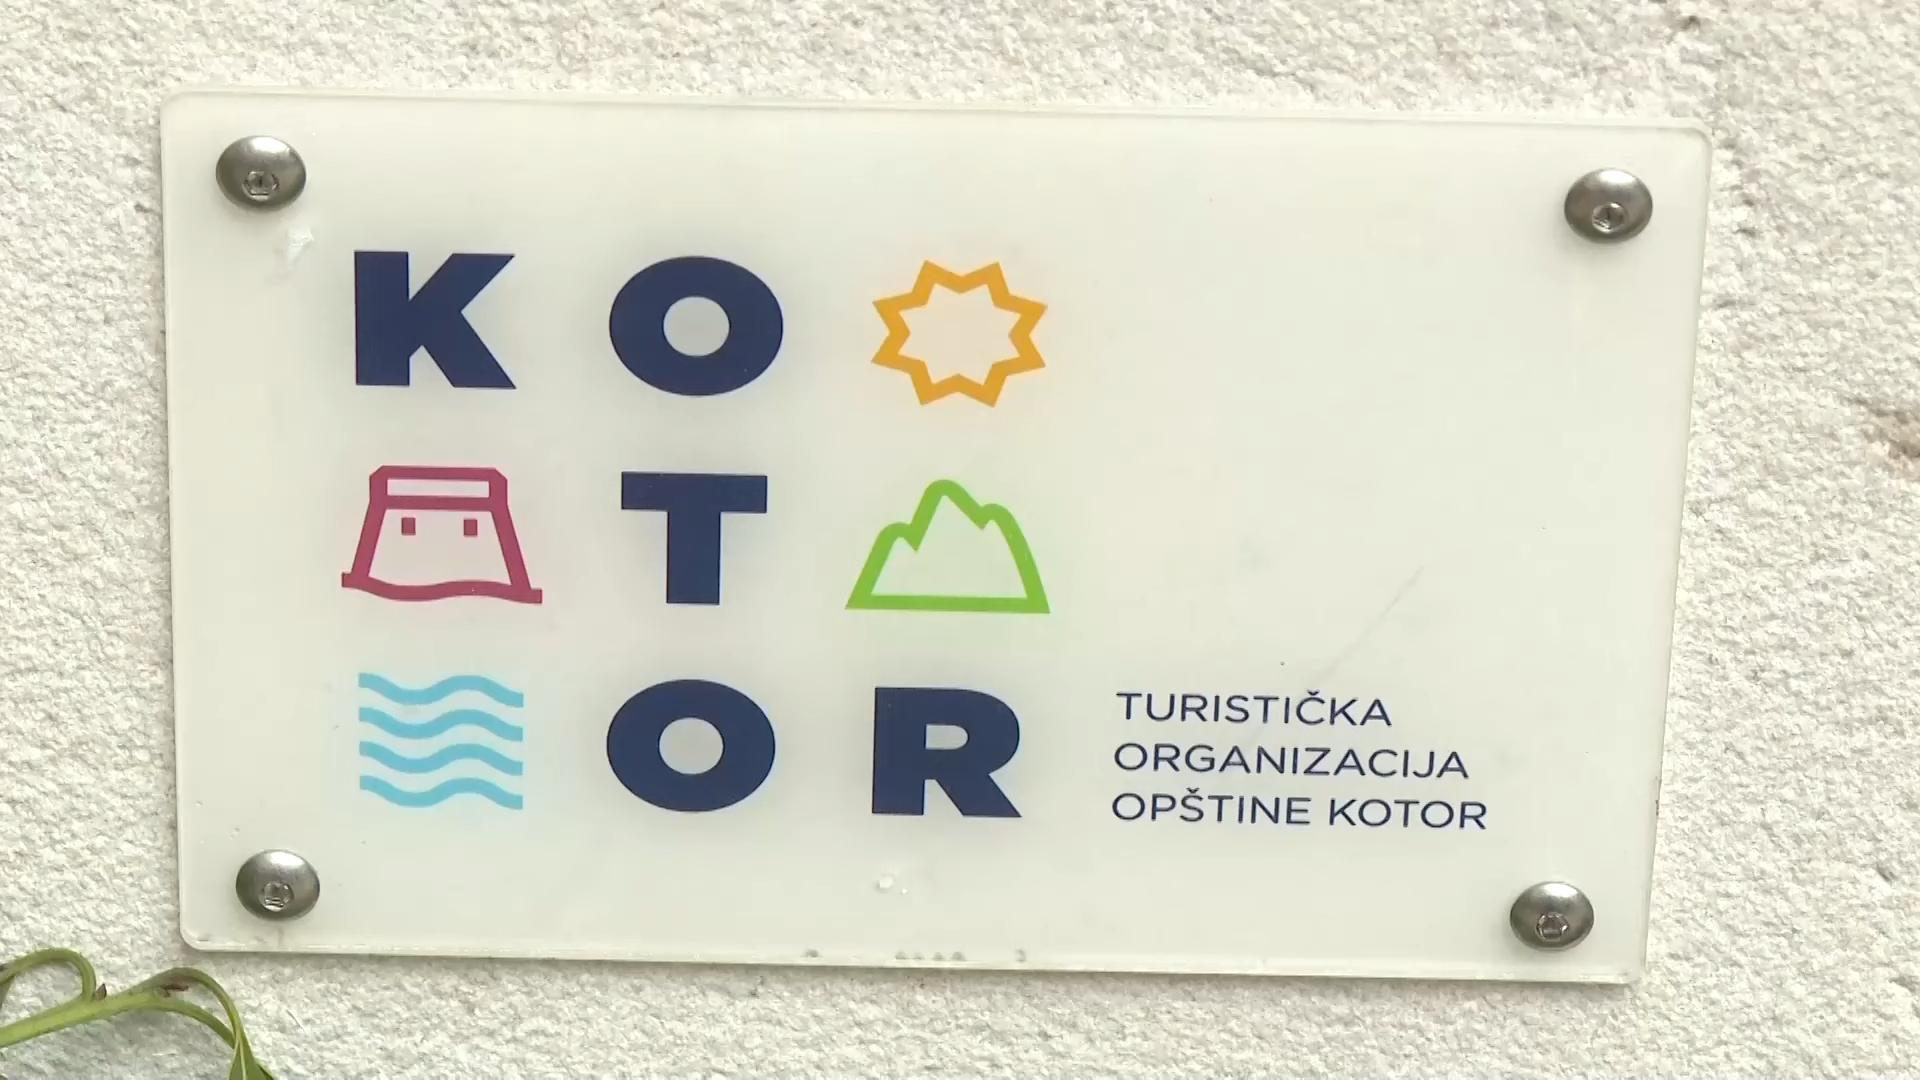 KO
T
OR
TURISTIČKA
ORGANIZACIJA
OPŠTINE KOTOR